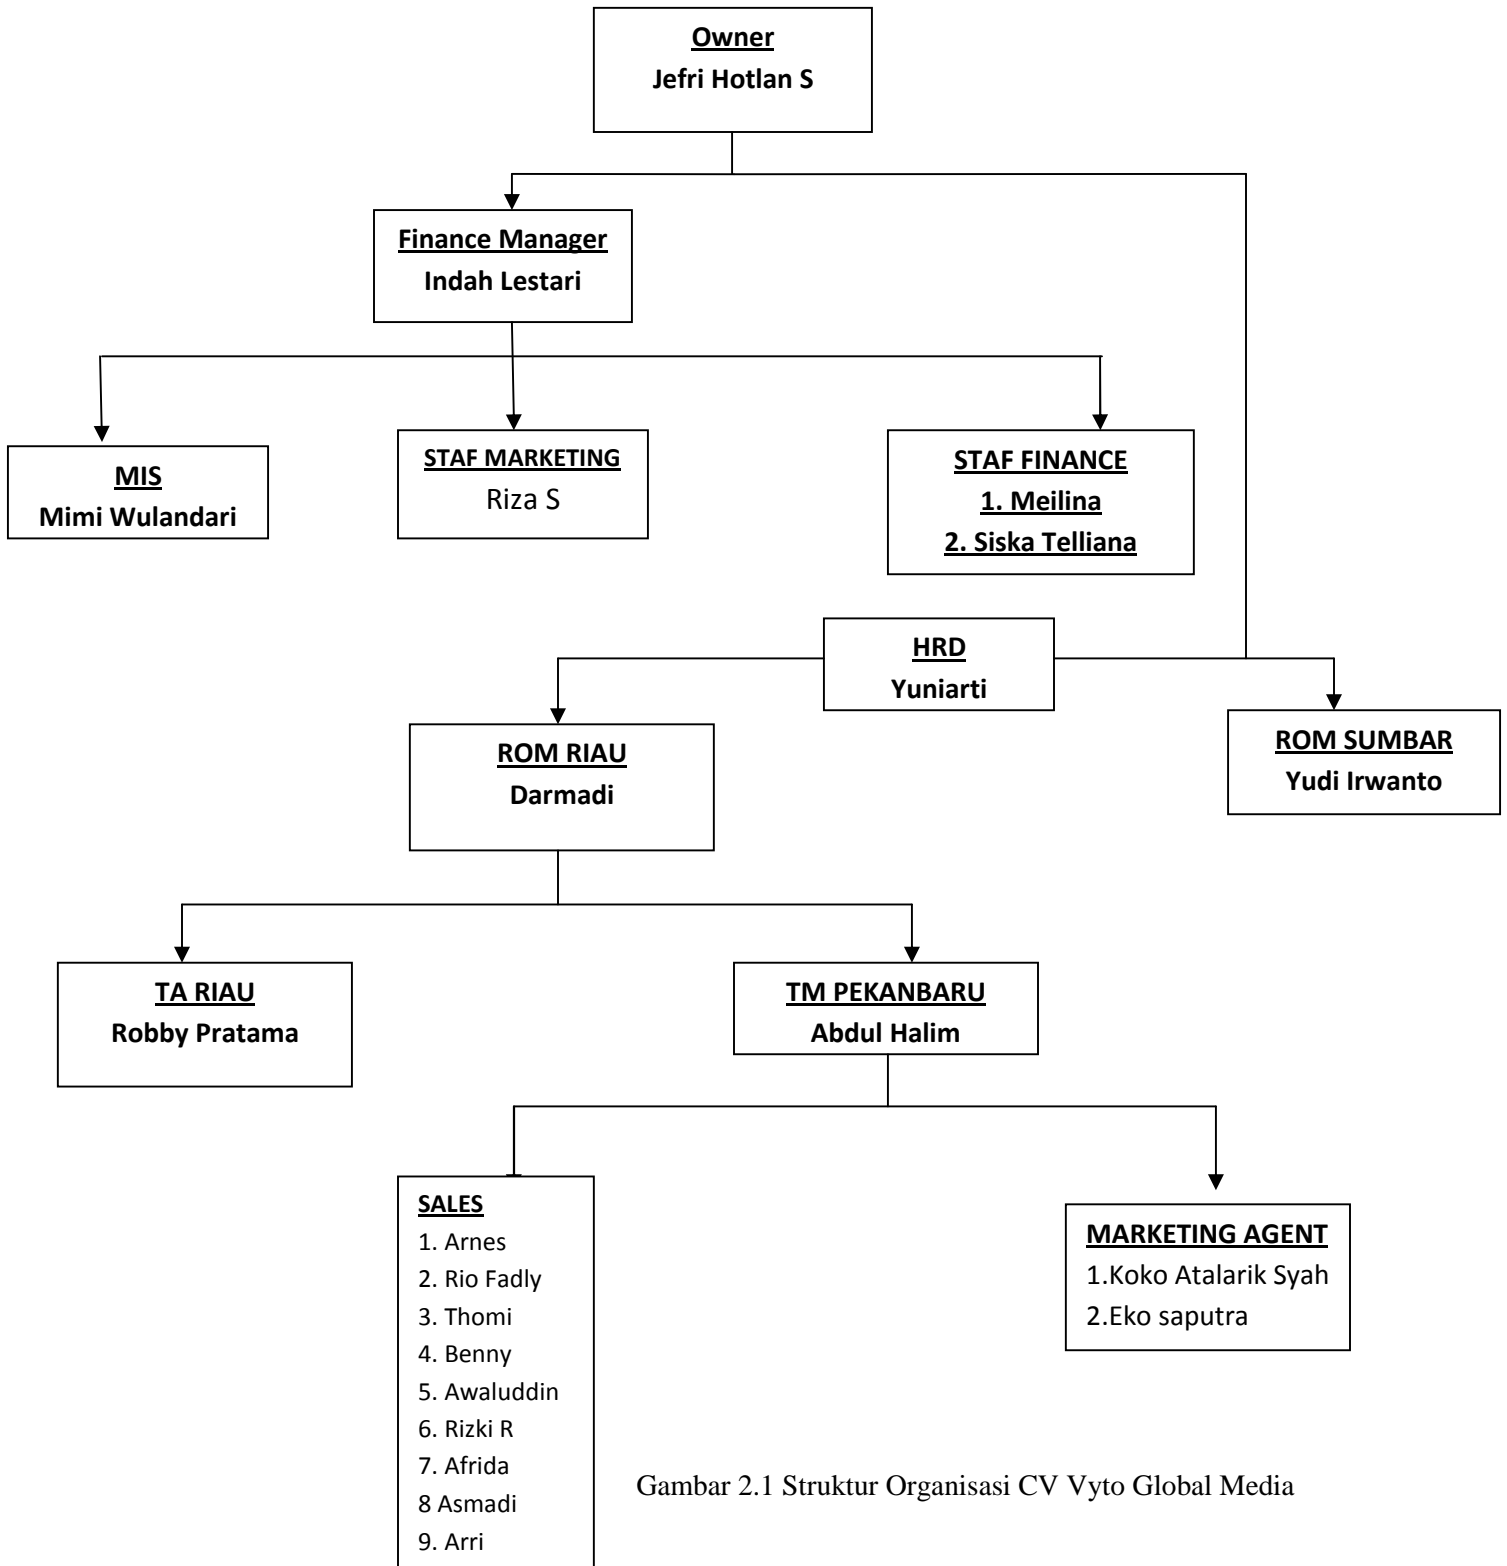 Owner
Jefri Hotlan S
Finance Manager
Indah Lestari
MIS
Mimi Wulandari
STAF MARKETING
Riza S
STAF FINANCE
1. Meilina
2. Siska Telliana
HRD
Yuniarti
ROM RIAU
Darmadi
ROM SUMBAR
Yudi Irwanto
TA RIAU
Robby Pratama
TM PEKANBARU
Abdul Halim
SALES
1. Arnes
2. Rio Fadly
3. Thomi
4. Benny
5. Awaluddin
6. Rizki R
7. Afrida
8 Asmadi
9. Arri
MARKETING AGENT
1.Koko Atalarik Syah
2.Eko saputra
Gambar 2.1 Struktur Organisasi CV Vyto Global Media